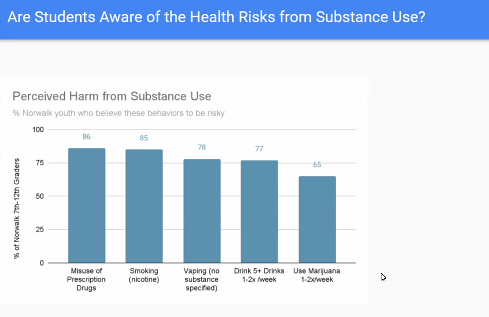 Are Students Aware of the Health Risks from Substance Use?
Perceived Harm from Substance Use
% Norwalk youth who believe these behaviors to be risky
% of Norwalk 7th-12th Graders
100
75
50
25
0
86
85
78
77
65
Misuse of
Prescription
Drugs
Smoking
(nicotine)
Vaping (no
substance
specified)
Drink 5+ Drinks
1-2x /week
Use Marijuana
1-2x/week